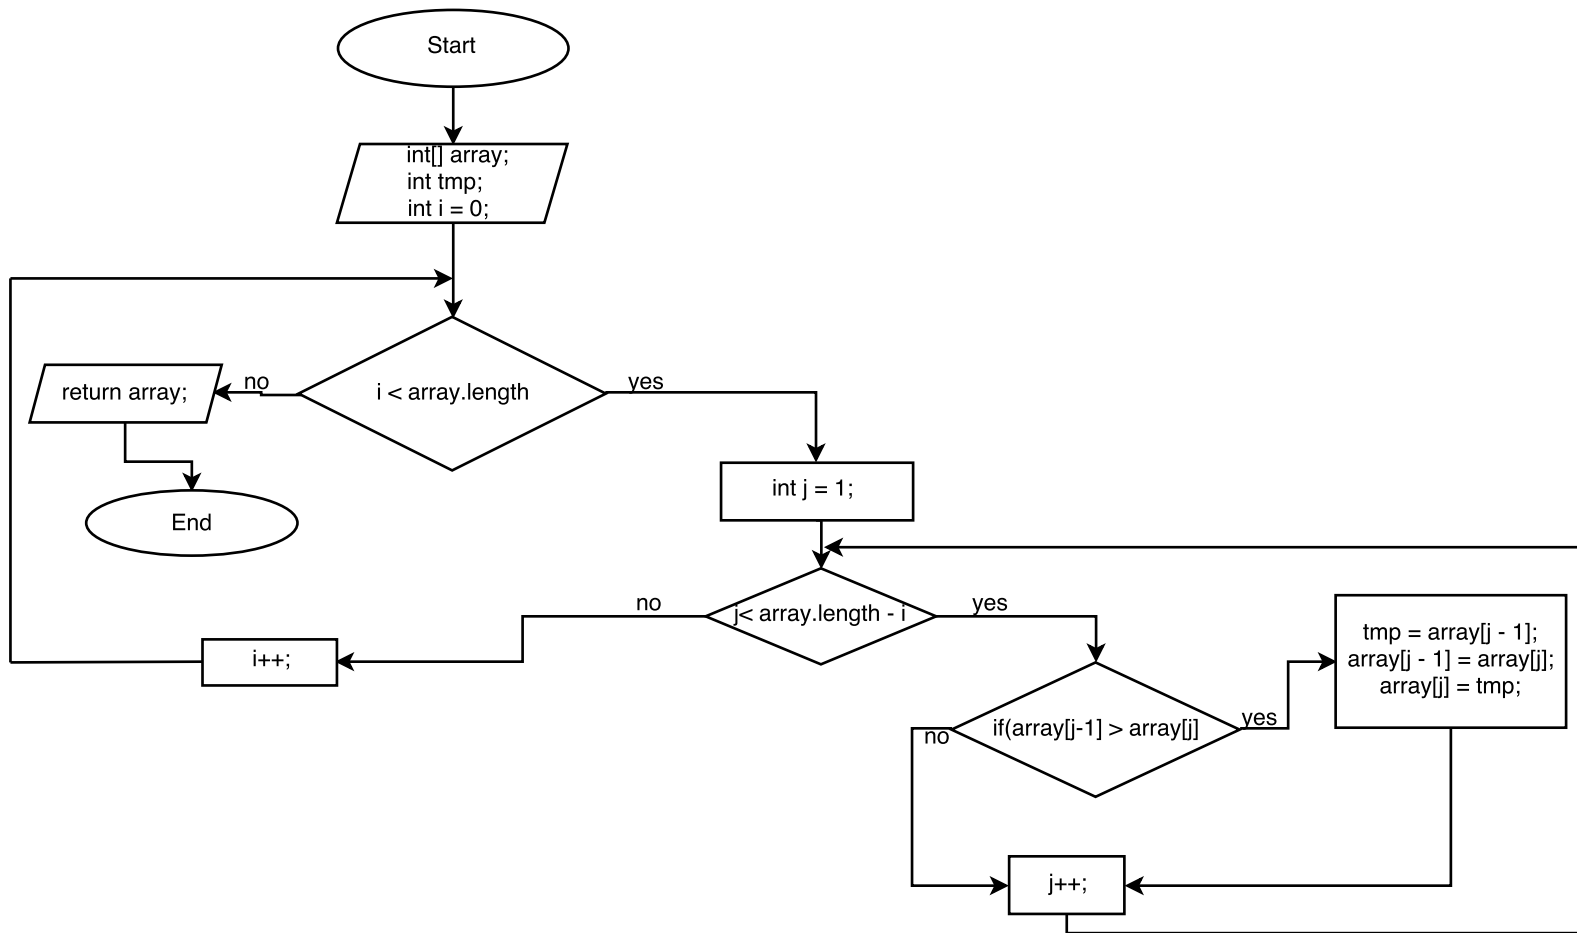 Start
int[] array;
int tmp;
int i = 0;
return array;
no
i < array.length
yes
End
int j = 1;
no
j< array.length - i
yes
i++;
tmp = array[j - 1];
array[j - 1] = array[j];
array[j] = tmp;
no
if(array[j-1] > array[j]
yes
j++;